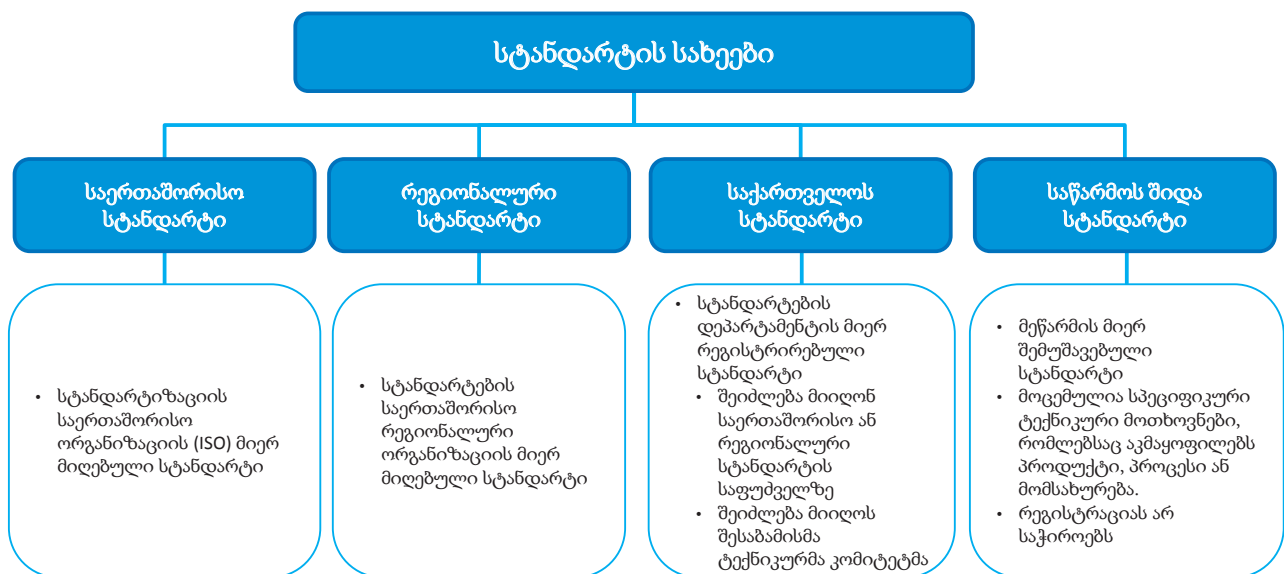 სტანდარტის სახეები
საერთაშორისო
სტანდარტი
რეგიონალური
სტანდარტი
საქართველოს
სტანდარტი
საწარმოს შიდა
სტანდარტი
• სტანდარტიზაციის
საერთაშორისო
ორგანიზაციის (ISO) მიერ
მიღებული სტანდარტი
• სტანდარტების
საერთაშორისო
რეგიონალური
ორგანიზაციის მიერ
მიღებული სტანდარტი
• სტანდარტების
დეპარტამენტის მიერ
რეგისტრირებული
სტანდარტი
• შეიძლება მიიღონ
საერთაშორისო ან
რეგიონალური
სტანდარტის
საფუძველზე
• შეიძლება მიიღოს
შესაბამისმა
ტექნიკურმა კომიტეტმა
• მეწარმის მიერ
შემუშავებული
სტანდარტი
• მოცემულია სპეციფიკური
ტექნიკური მოთხოვნები,
რომლებსაც აკმაყოფილებს
პროდუქტი, პროცესი ან
მომსახურება.
• რეგისტრაციას არ
საჭიროებს